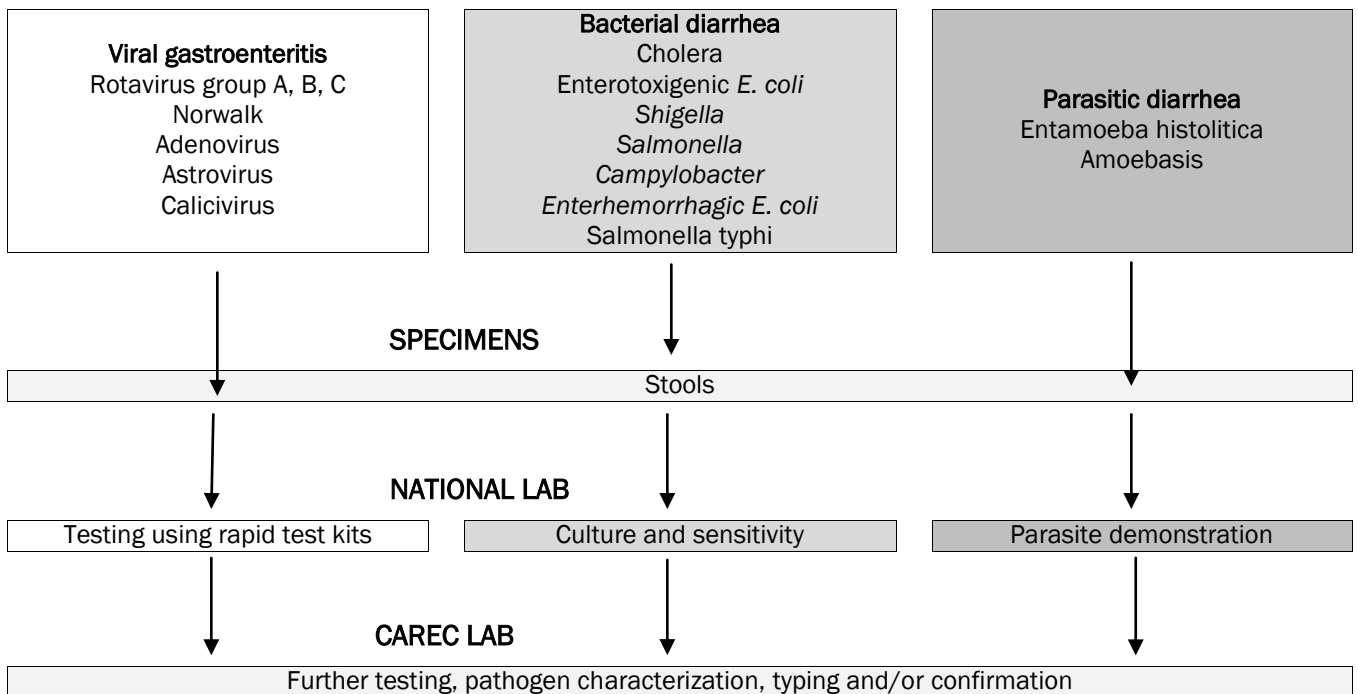 Viral gastroenteritis
Rotavirus group A, B, C
Norwalk
Adenovirus
Astrovirus
Calicivirus
Bacterial diarrhea
Cholera
Enterotoxigenic E. coli
Shigella
Salmonella
Campylobacter
Enterhemorrhagic E. coli
Salmonella typhi
Parasitic diarrhea
Entamoeba histolitica
Amoebasis
SPECIMENS
Stools
NATIONAL LAB
Testing using rapid test kits
Culture and sensitivity
Parasite demonstration
CAREC LAB
Further testing, pathogen characterization, typing and/or confirmation